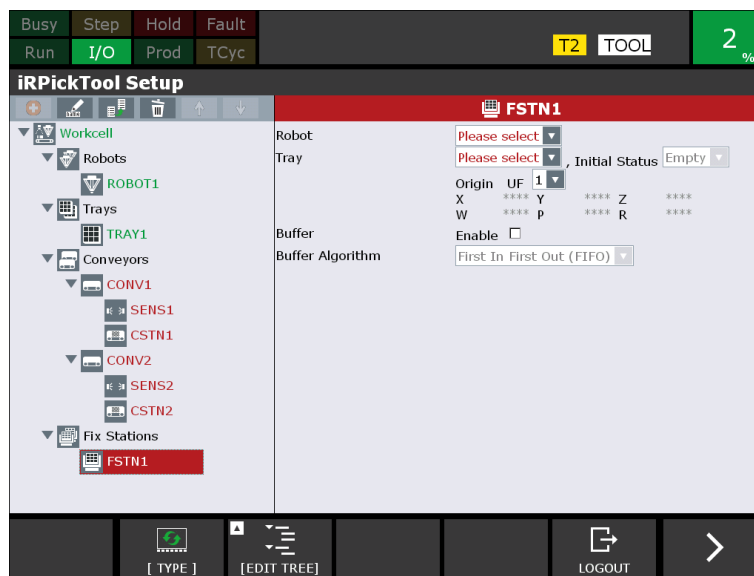 Busy Step Hold Fault
Run I/O Prod TCyc
T2 TOOL
2 %
iRPickTool Setup
FSTN1
Workcell
Robots
ROBOT1
Trays
TRAY1
Conveyors
CONV1
SENS1
CSTN1
CONV2
SENS2
CSTN2
Fix Stations
FSTN1
Robot Please select
Tray Please select , Initial Status Empty
Origin UF 1
X **** Y **** Z ****
W **** P **** R ****
Buffer Enable
Buffer Algorithm First In First Out (FIFO)
[ TYPE ] [EDIT TREE] LOGOUT